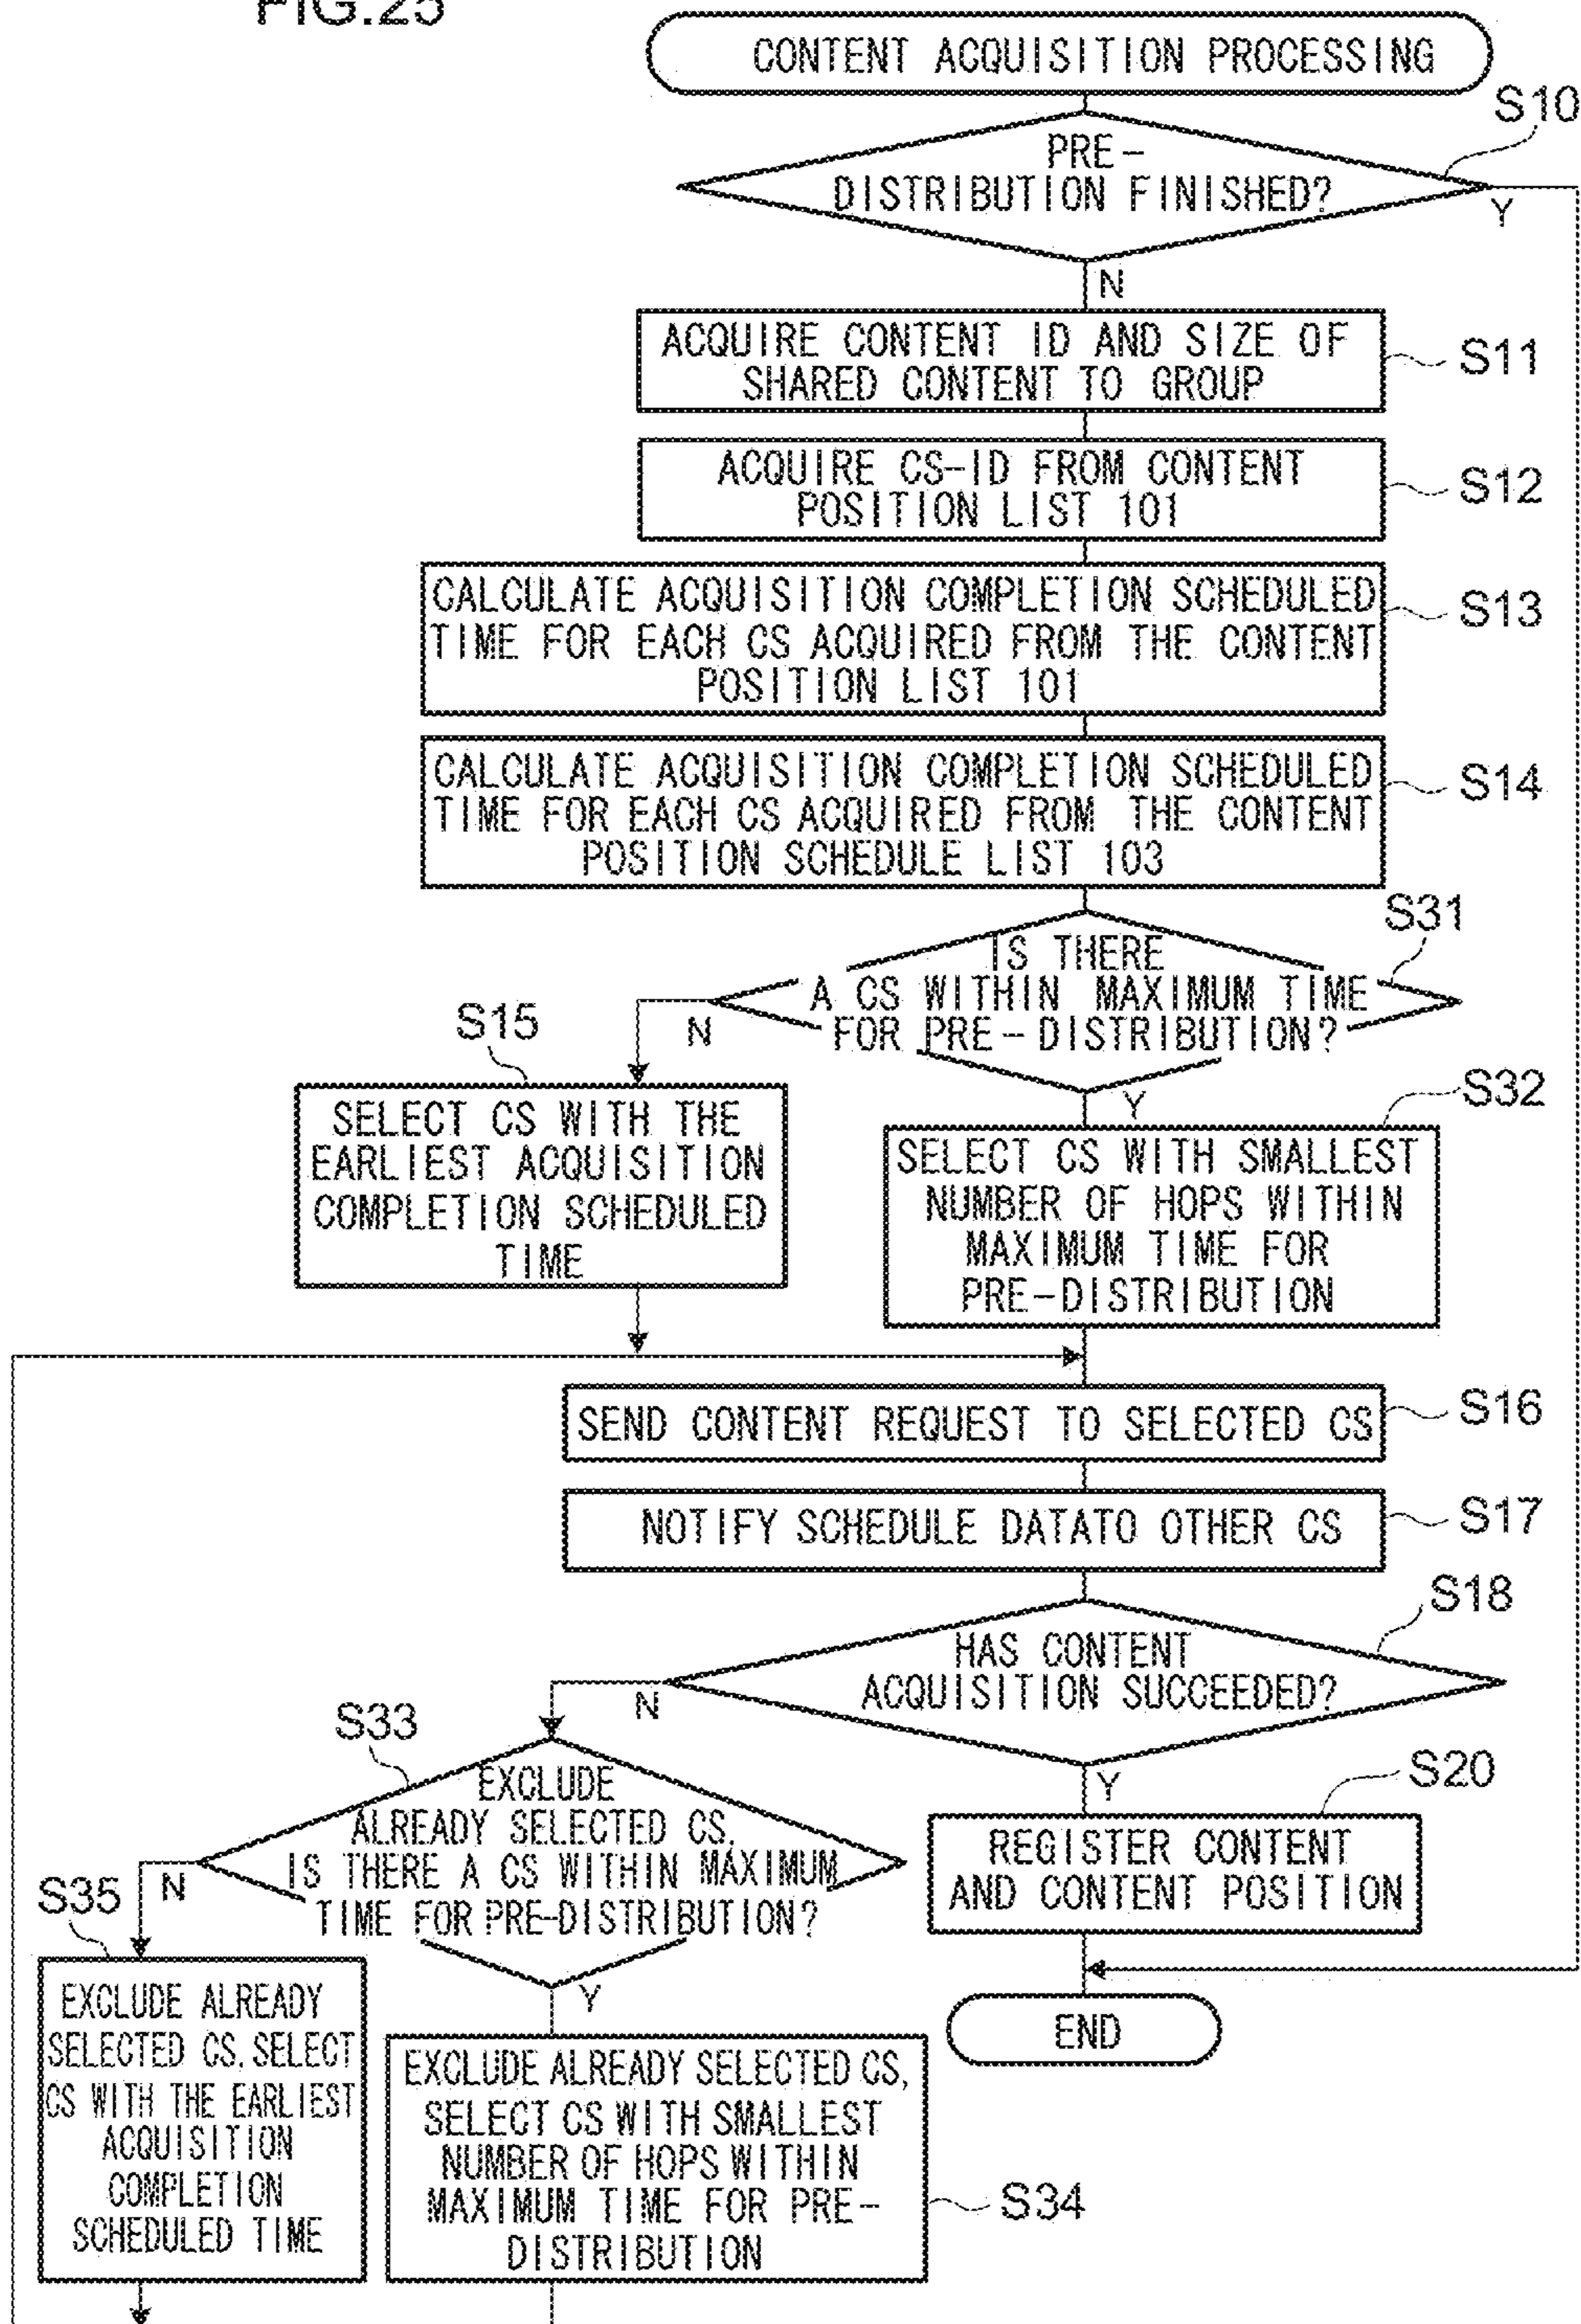 FIG.25
CONTENT ACQUISITION PROCESSING
S10
PRE-
DISTRIBUTION FINISHED?
Y
N
ACQUIRE CONTENT ID AND SIZE OF
SHARED CONTENT TO GROUP
S11
ACQUIRE CS-ID FROM CONTENT
POSITION LIST 101
S12
CALCULATE ACQUISITION COMPLETION SCHEDULED
TIME FOR EACH CS ACQUIRED FROM THE CONTENT
POSITION LIST 101
S13
CALCULATE ACQUISITION COMPLETION SCHEDULED
TIME FOR EACH CS ACQUIRED FROM THE CONTENT
POSITION SCHEDULE LIST 103
S14
S31
IS THERE
A CS WITHIN MAXIMUM TIME
FOR PRE-DISTRIBUTION?
N
Y
S15
SELECT CS WITH THE
EARLIEST ACQUISITION
COMPLETION SCHEDULED
TIME
S32
SELECT CS WITH SMALLEST
NUMBER OF HOPS WITHIN
MAXIMUM TIME FOR
PRE-DISTRIBUTION
SEND CONTENT REQUEST TO SELECTED CS
S16
NOTIFY SCHEDULE DATATO OTHER CS
S17
S18
HAS CONTENT
ACQUISITION SUCCEEDED?
N
Y
S33
EXCLUDE
ALREADY SELECTED CS,
IS THERE A CS WITHIN MAXIMUM
TIME FOR PRE-DISTRIBUTION?
N
Y
S20
REGISTER CONTENT
AND CONTENT POSITION
END
S35
EXCLUDE ALREADY
SELECTED CS, SELECT
CS WITH THE EARLIEST
ACQUISITION
COMPLETION
SCHEDULED TIME
EXCLUDE ALREADY SELECTED CS,
SELECT CS WITH SMALLEST
NUMBER OF HOPS WITHIN
MAXIMUM TIME FOR PRE-
DISTRIBUTION
S34